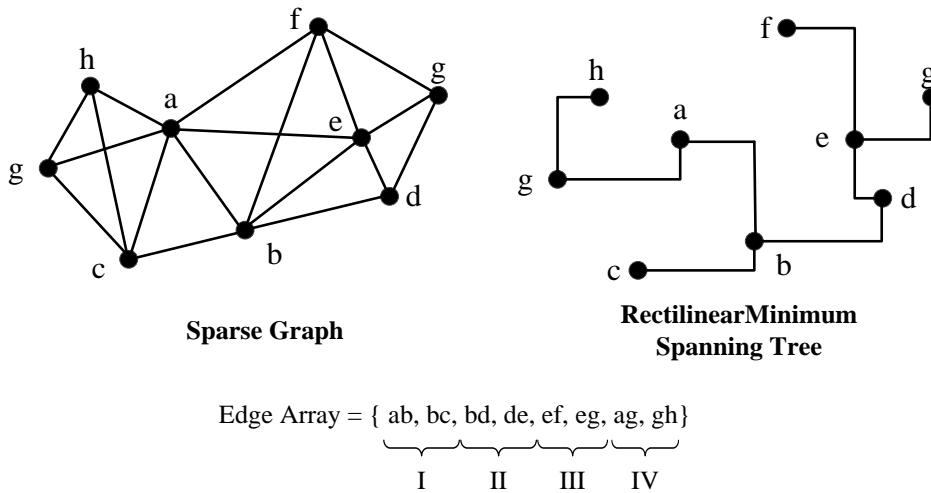 f
h
a
g
e
g
d
b
c
Sparse Graph
f
h
g
a
e
g
d
b
c
RectilinearMinimum
Spanning Tree
Edge Array = { ab, bc, bd, de, ef, eg, ag, gh}
I II III IV